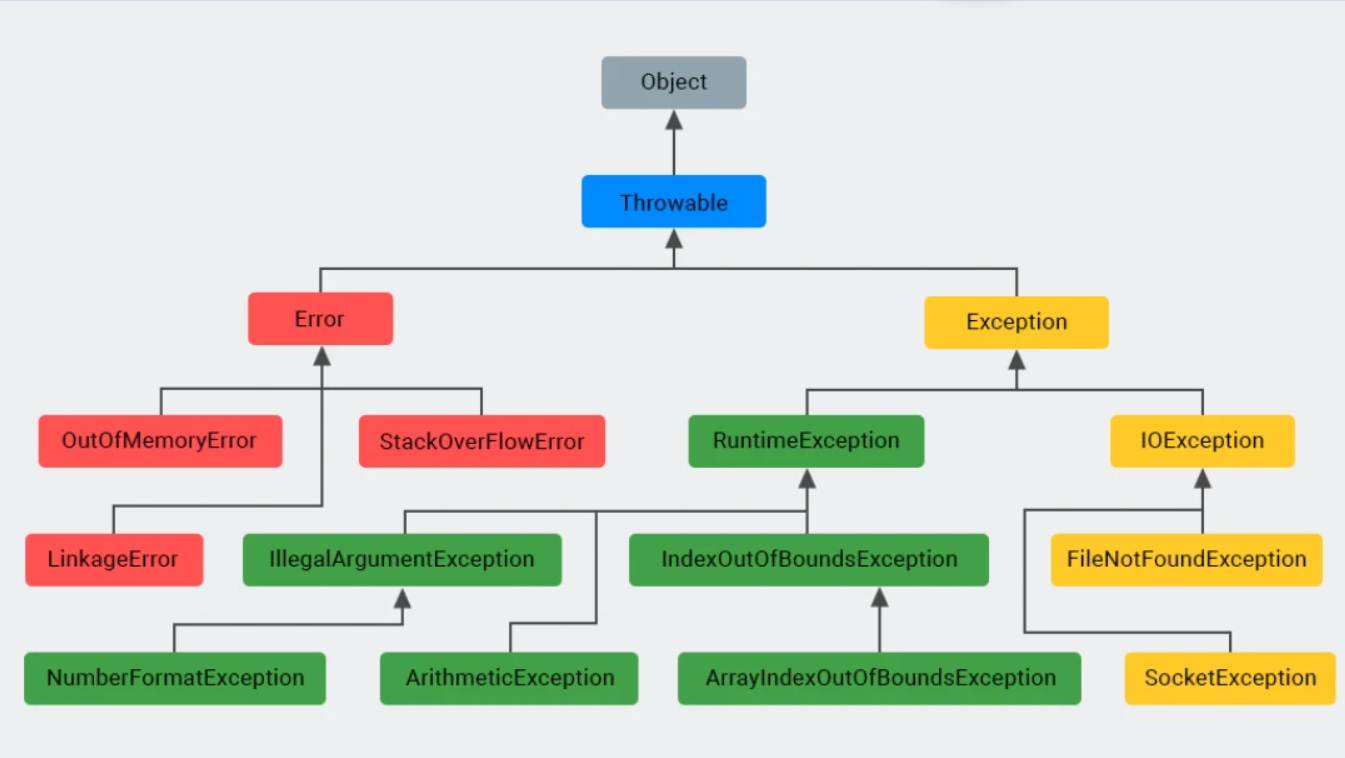 Object
Throwable
Error
Exception
OutOfMemoryError
StackOverFlowError
RuntimeException
IOException
LinkageError
IllegalArgumentException
IndexOutOfBoundsException
FileNotFoundException
NumberFormatException
ArithmeticException
ArrayIndexOutOfBoundsException
SocketException